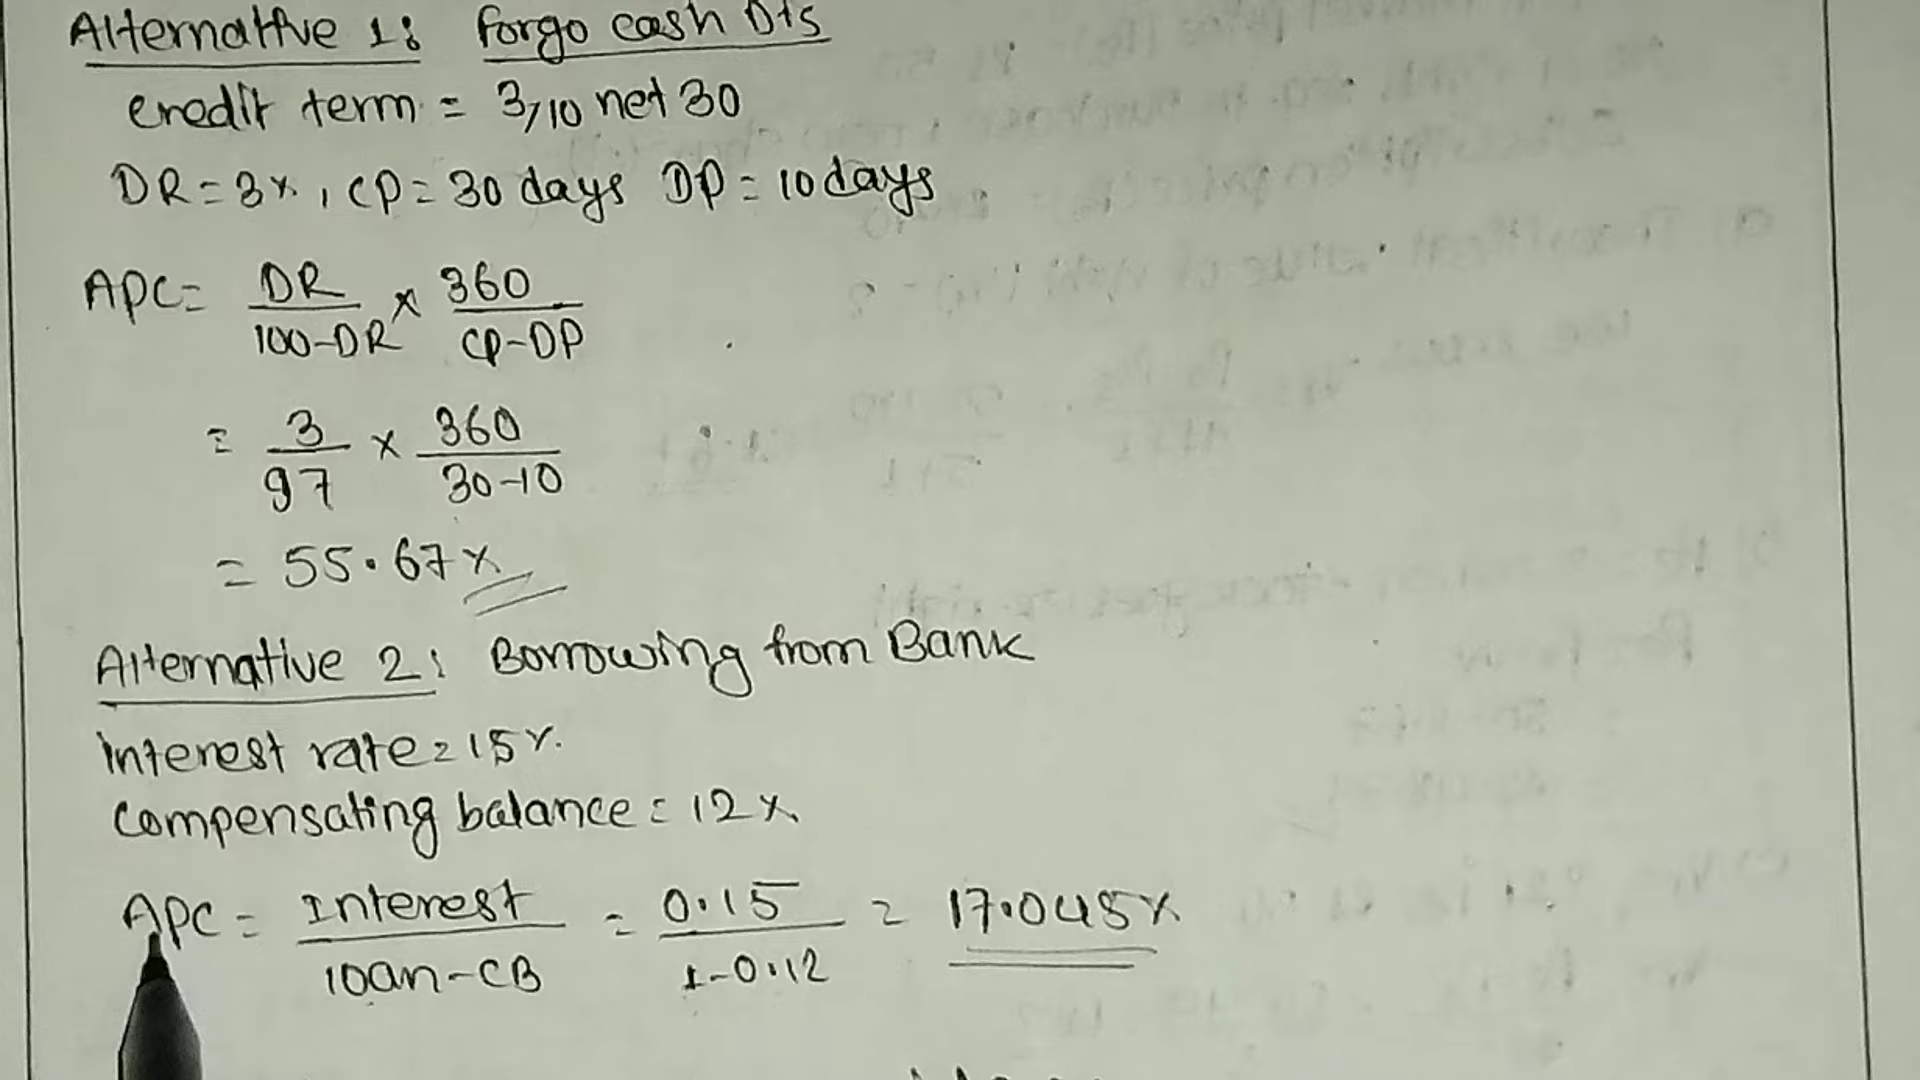 Alternative 1: Forgo cash Dis
credit term = 3/10 net 30
DR = 3%, CP = 30 days DP = 10 days
APC = DR/100-DR × 360/CP-DP
= 3/97 × 360/30-10
= 55.67%
Alternative 2: Borrowing from Bank
Interest rate = 15%.
Compensating balance = 12%
APC = Interest/loan-CB = 0.15/1-0.12 = 17.045%